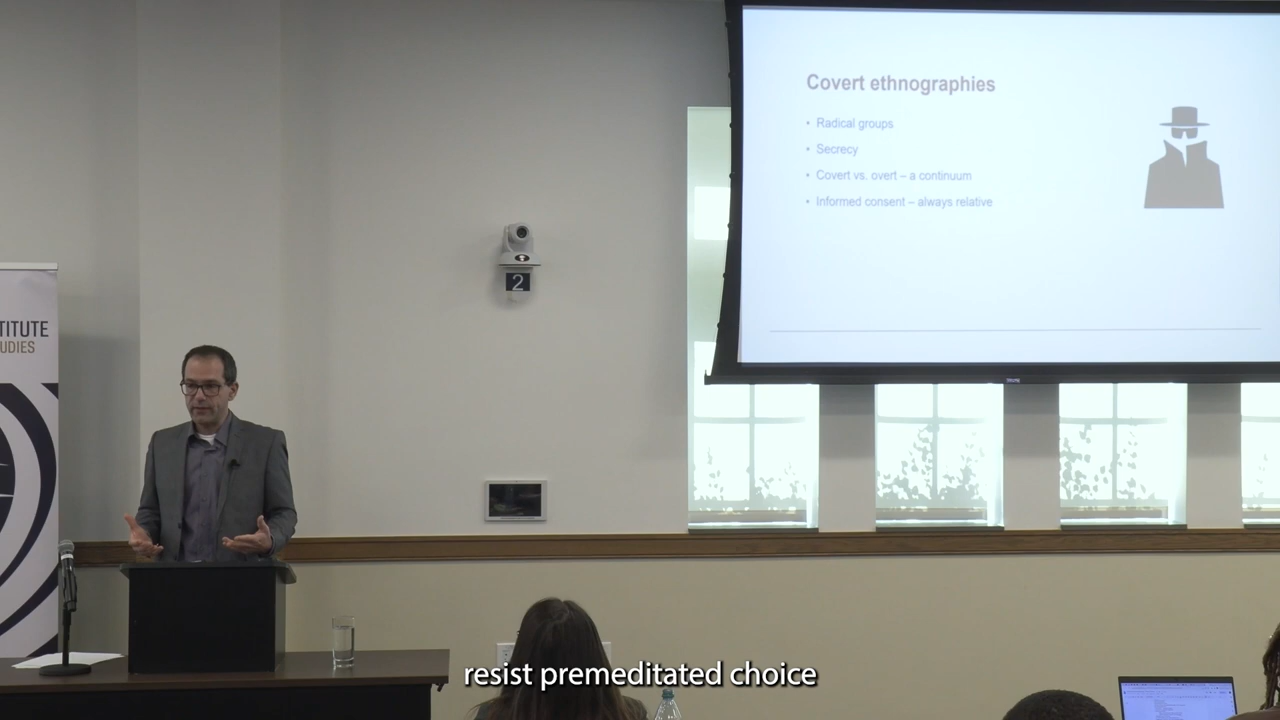 Covert ethnographies
• Radical groups
• Secrecy
• Covert vs. overt – a continuum
• Informed consent – always relative
2
TITUTE
UDIES
resist premeditated choice